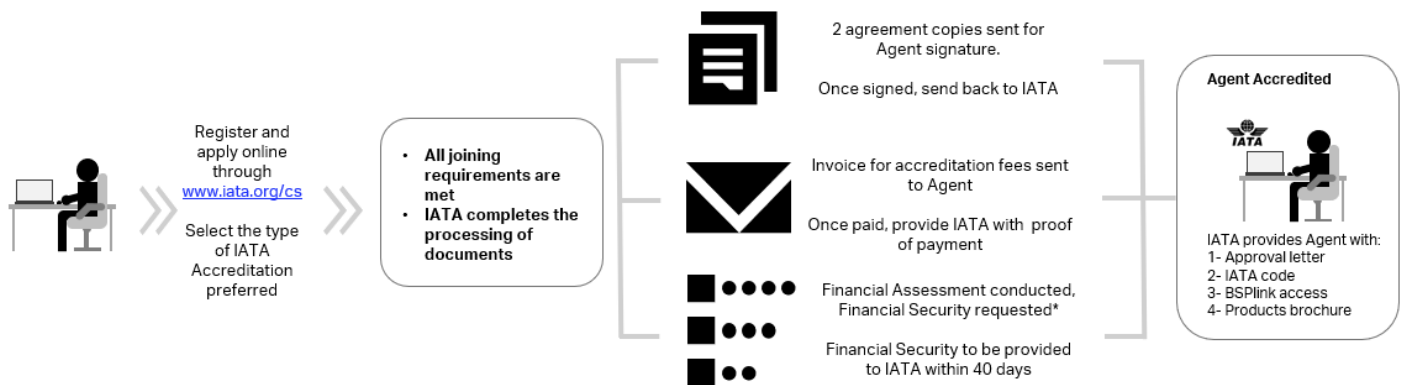 Register and
apply online
through
www.iata.org/cs
Select the type
of IATA
Accreditation
preferred
• All joining
requirements are
met
• IATA completes the
processing of
documents
2 agreement copies sent for
Agent signature.
Once signed, send back to IATA
Invoice for accreditation fees sent
to Agent
Once paid, provide IATA with proof
of payment
Financial Assessment conducted,
Financial Security requested*
Financial Security to be provided
to IATA within 40 days
Agent Accredited
IATA
IATA provides Agent with:
1- Approval letter
2- IATA code
3- BSPlink access
4- Products brochure